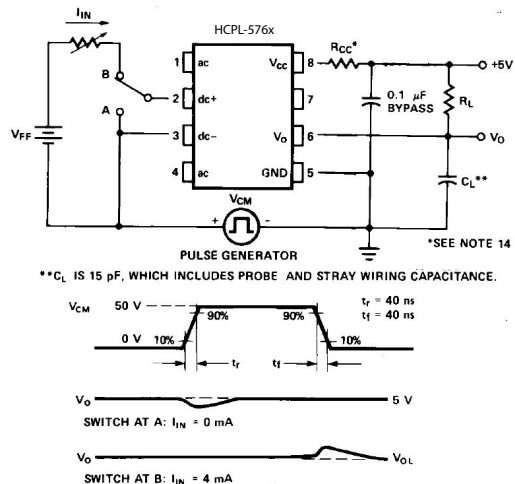 I_IN
HCPL-576x
R_CC*
+5V
1 ac
V_CC 8
B
2 dc+
7
0.1 µF
BYPASS
R_L
A
V_FF
3 dc–
V_O 6
V_O
4 ac
GND 5
C_L**
V_CM
+ –
PULSE GENERATOR
*SEE NOTE 14
**C_L IS 15 pF, WHICH INCLUDES PROBE AND STRAY WIRING CAPACITANCE.
V_CM 50 V
90% 90%
t_r = 40 ns
t_f = 40 ns
0 V 10% 10%
t_r t_f
V_O 5 V
SWITCH AT A: I_IN = 0 mA
V_O V_OL
SWITCH AT B: I_IN = 4 mA